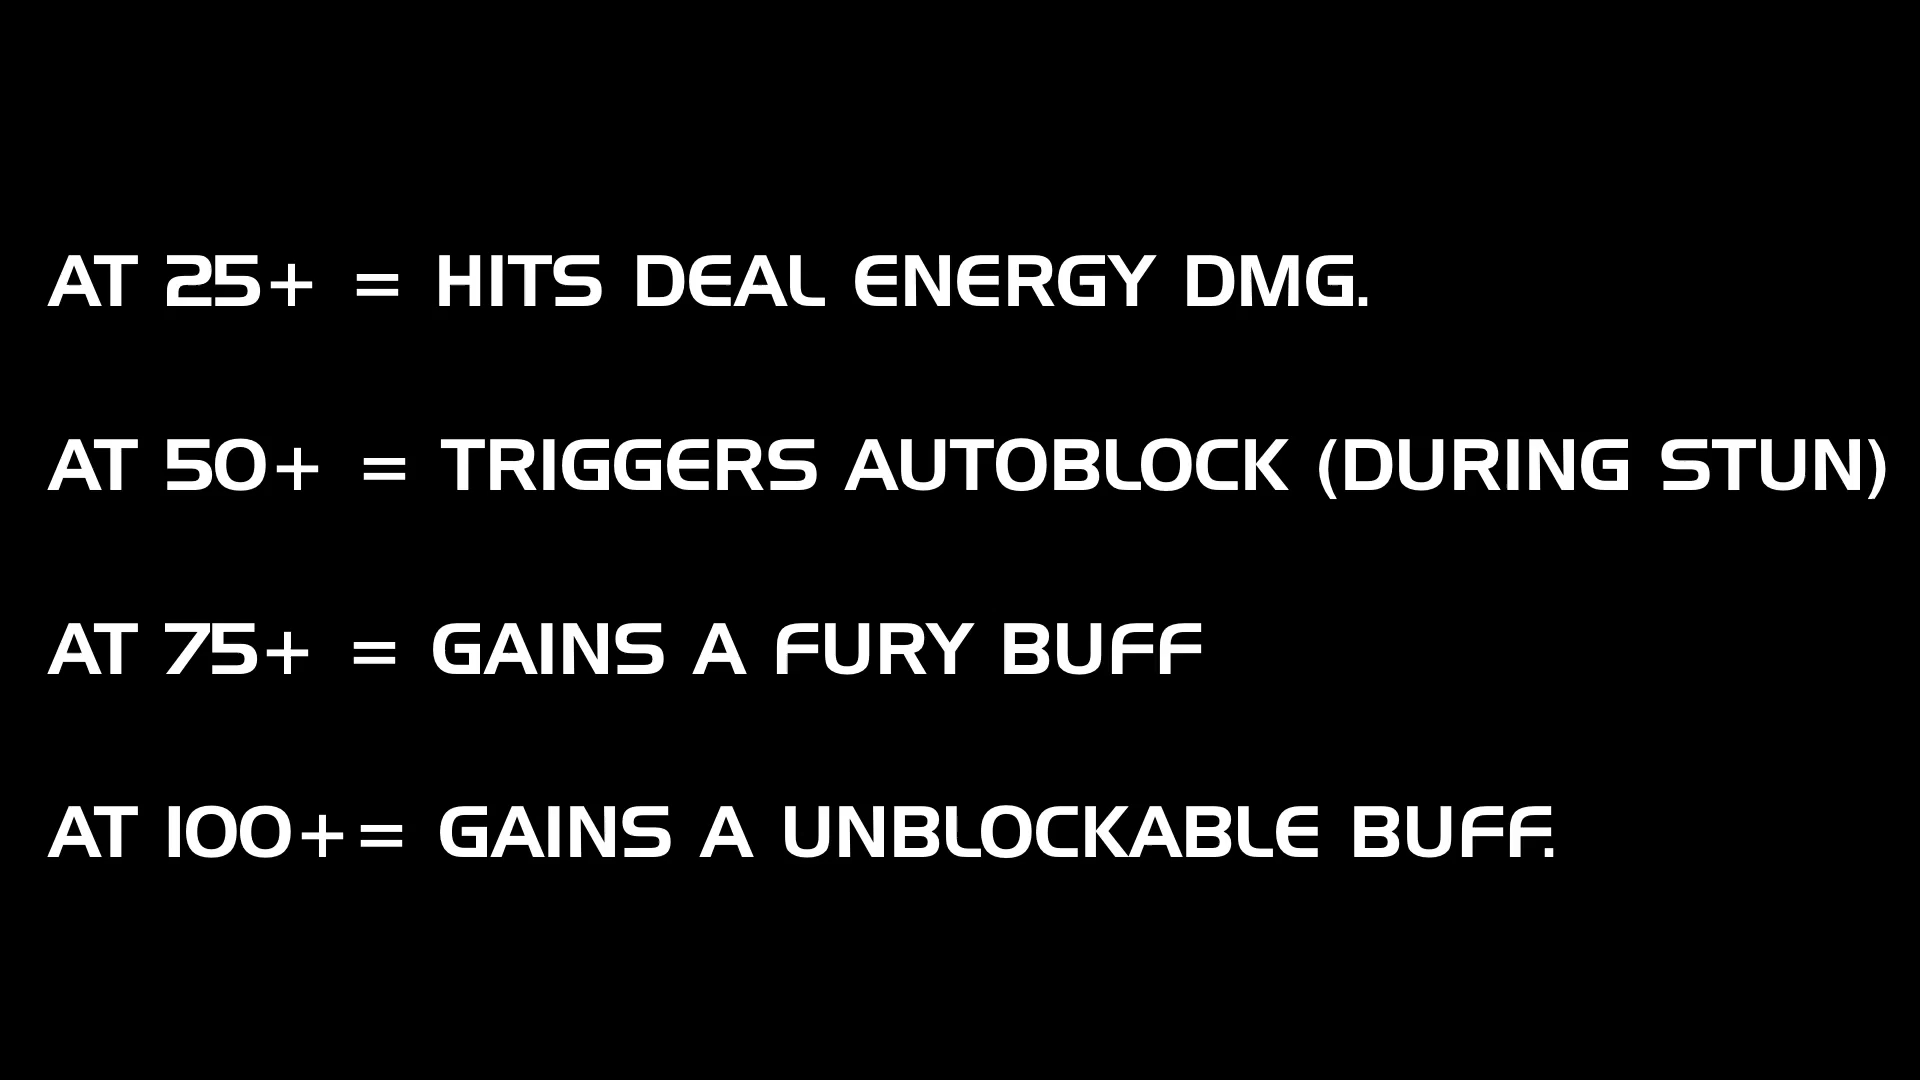 AT 25+ = HITS DEAL ENERGY DMG.
AT 50+ = TRIGGERS AUTOBLOCK (DURING STUN)
AT 75+ = GAINS A FURY BUFF
AT 100+= GAINS A UNBLOCKABLE BUFF.